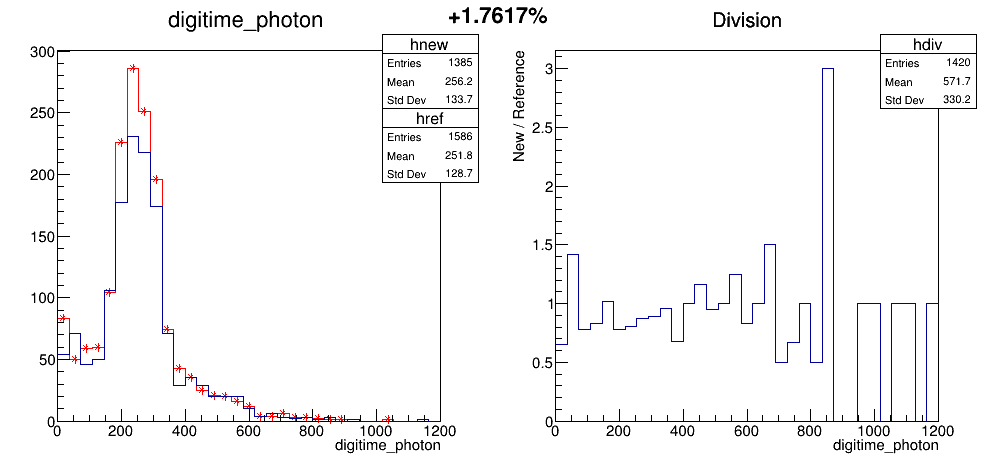 +1.7617%
digitime_photon
hnew
Entries 1385
Mean 256.2
Std Dev 133.7
href
Entries 1586
Mean 251.8
Std Dev 128.7
300
250
200
150
100
50
0
0 200 400 600 800 1000 1200
digitime_photon
Division
hdiv
Entries 1420
Mean 571.7
Std Dev 330.2
New / Reference
3
2.5
2
1.5
1
0.5
0
0 200 400 600 800 1000 1200
digitime_photon